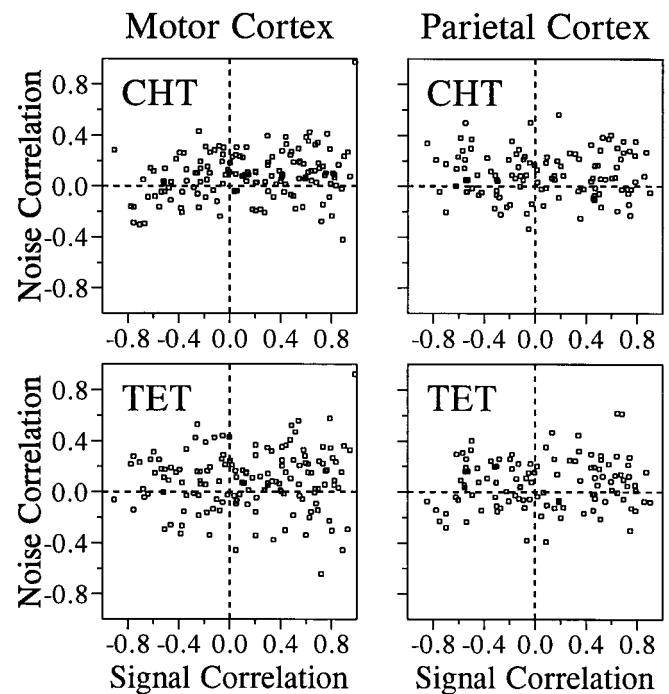 Motor Cortex Parietal Cortex
CHT CHT
Noise Correlation
0.8
0.4
0.0
-0.4
-0.8
-0.8 -0.4 0.0 0.4 0.8 -0.8 -0.4 0.0 0.4 0.8
TET TET
Noise Correlation
0.8
0.4
0.0
-0.4
-0.8
-0.8 -0.4 0.0 0.4 0.8 -0.8 -0.4 0.0 0.4 0.8
Signal Correlation Signal Correlation